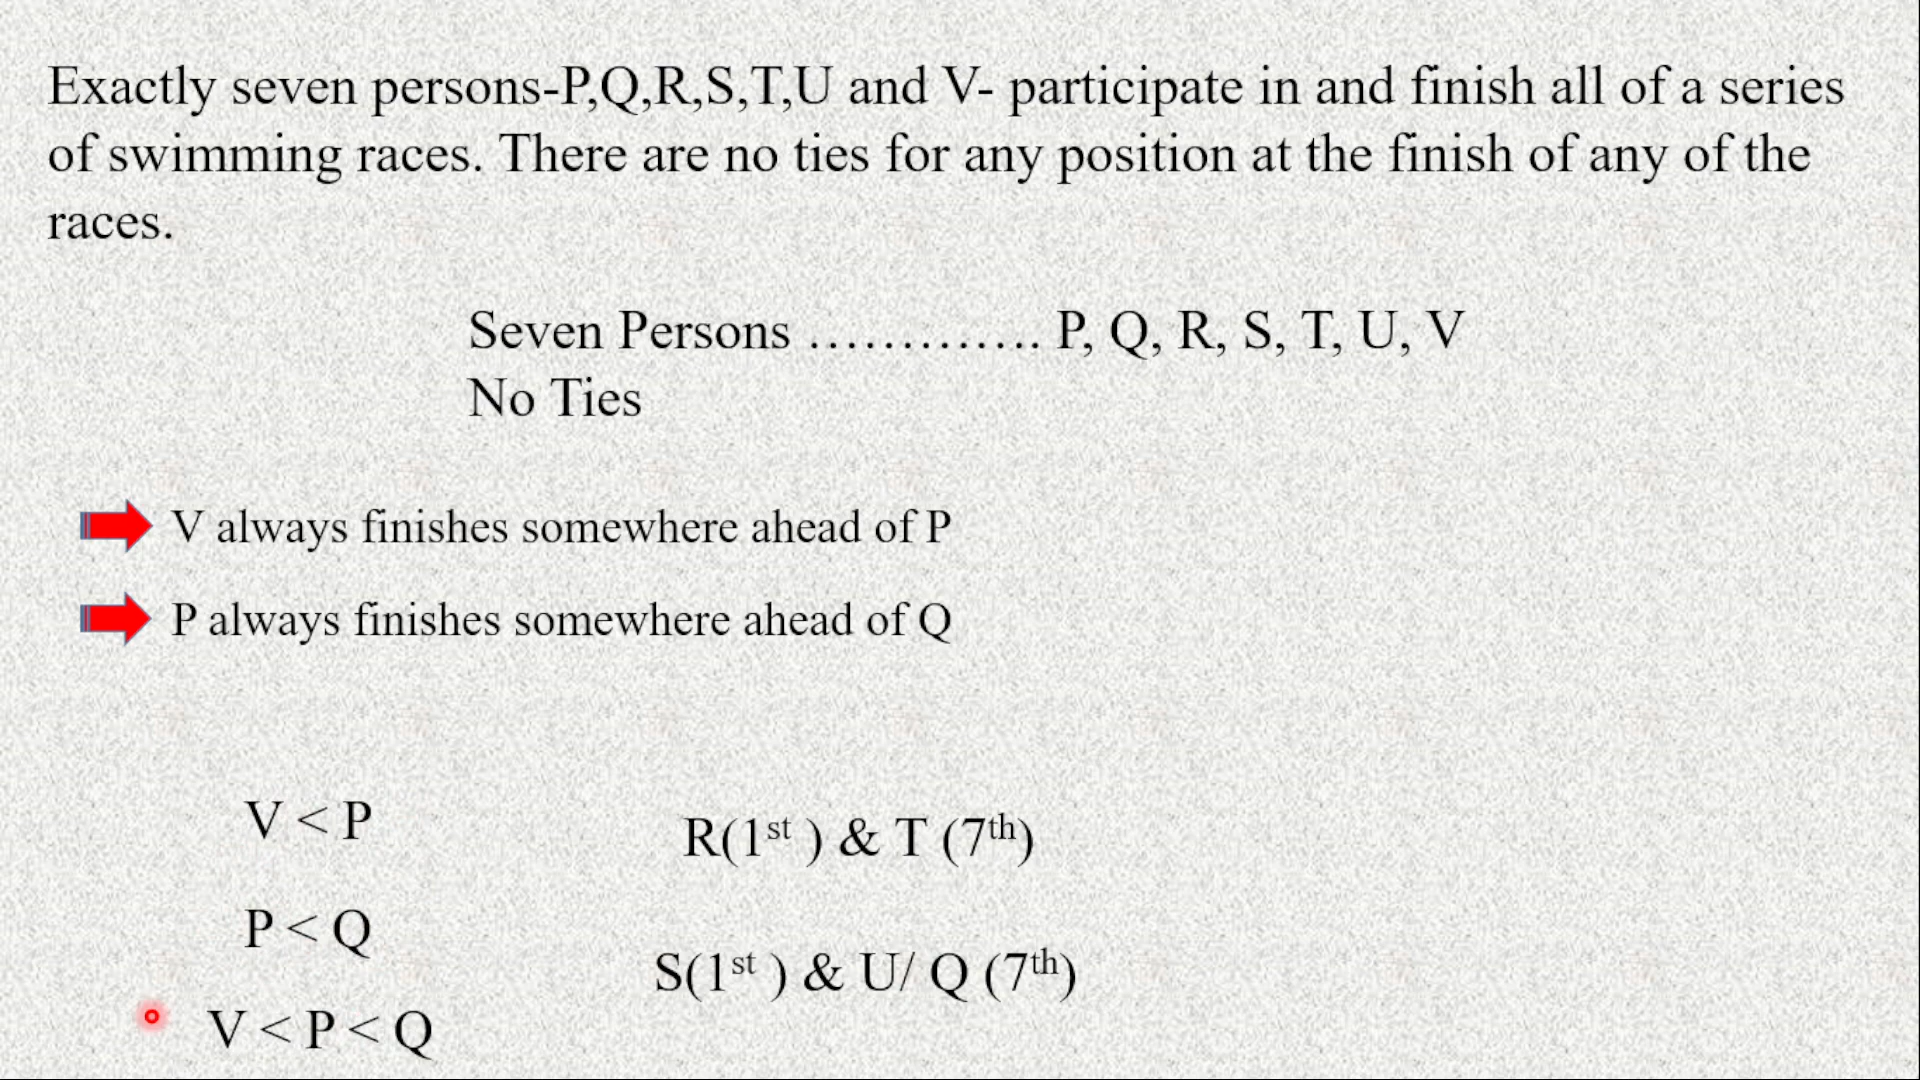 Exactly seven persons-P,Q,R,S,T,U and V- participate in and finish all of a series
of swimming races. There are no ties for any position at the finish of any of the
races.
Seven Persons …………. P, Q, R, S, T, U, V
No Ties
V always finishes somewhere ahead of P
P always finishes somewhere ahead of Q
V < P
R(1st ) & T (7th)
P < Q
S(1st ) & U/ Q (7th)
V < P < Q